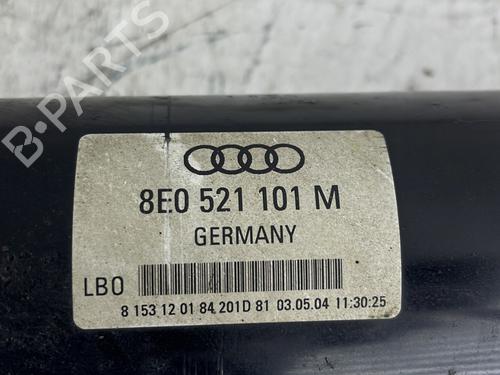 B-PARTS
8E0 521 101 M
GERMANY
LBO
8 153 12 01 84 201D 81 03.05.04 11:30:25